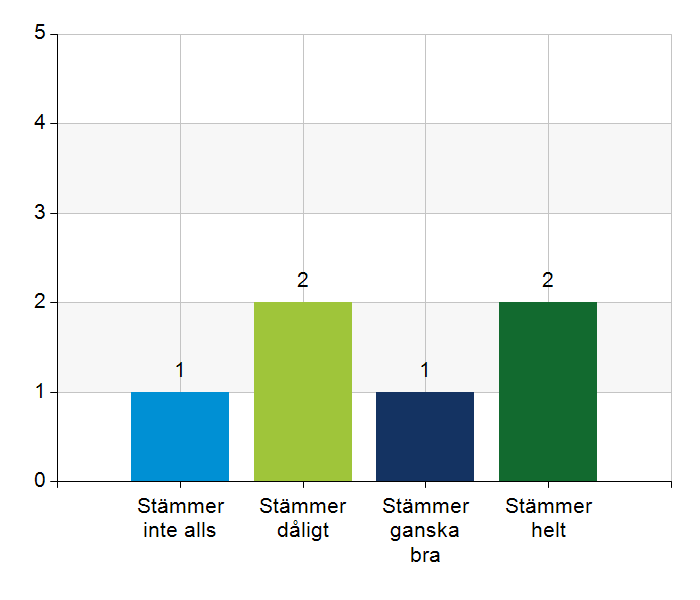 5
4
3
2
1
0
1
2
1
2
Stämmer
inte alls
Stämmer
dåligt
Stämmer
ganska
bra
Stämmer
helt